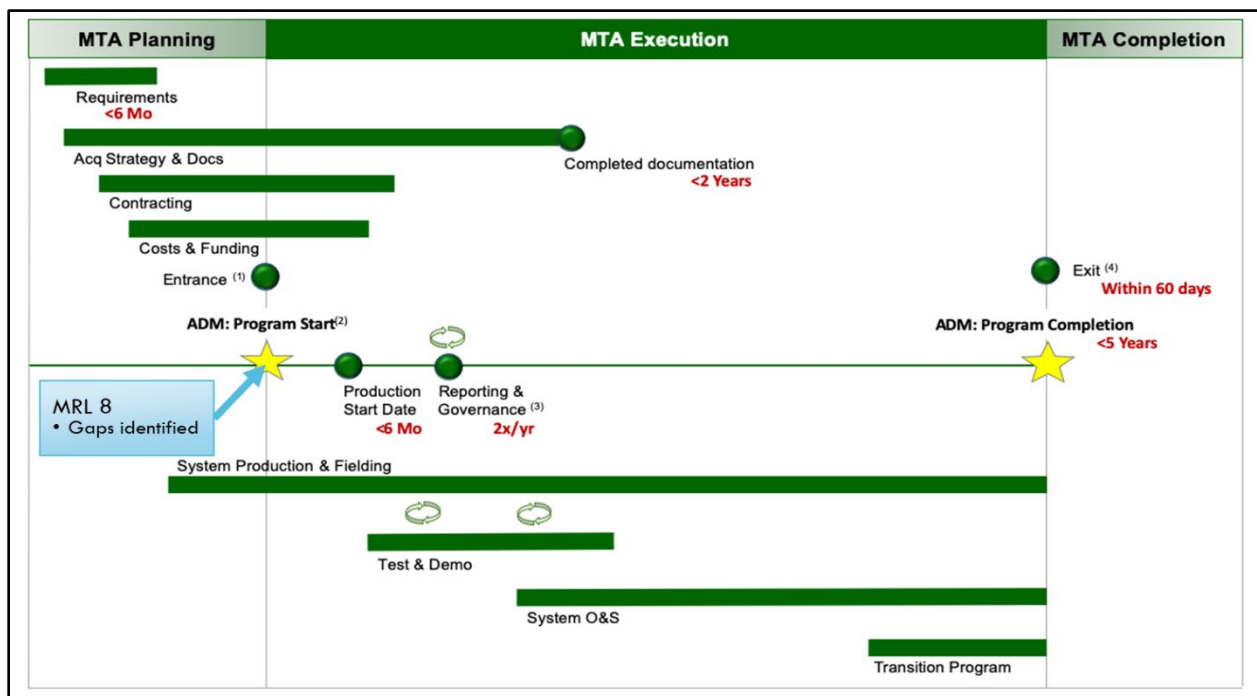 MTA Planning
MTA Execution
MTA Completion
Requirements
<6 Mo
Acq Strategy & Docs
Completed documentation
<2 Years
Contracting
Costs & Funding
Entrance (1)
Exit (4)
Within 60 days
ADM: Program Start(2)
ADM: Program Completion
<5 Years
MRL 8
• Gaps identified
Production
Start Date
<6 Mo
Reporting &
Governance (3)
2x/yr
System Production & Fielding
Test & Demo
System O&S
Transition Program